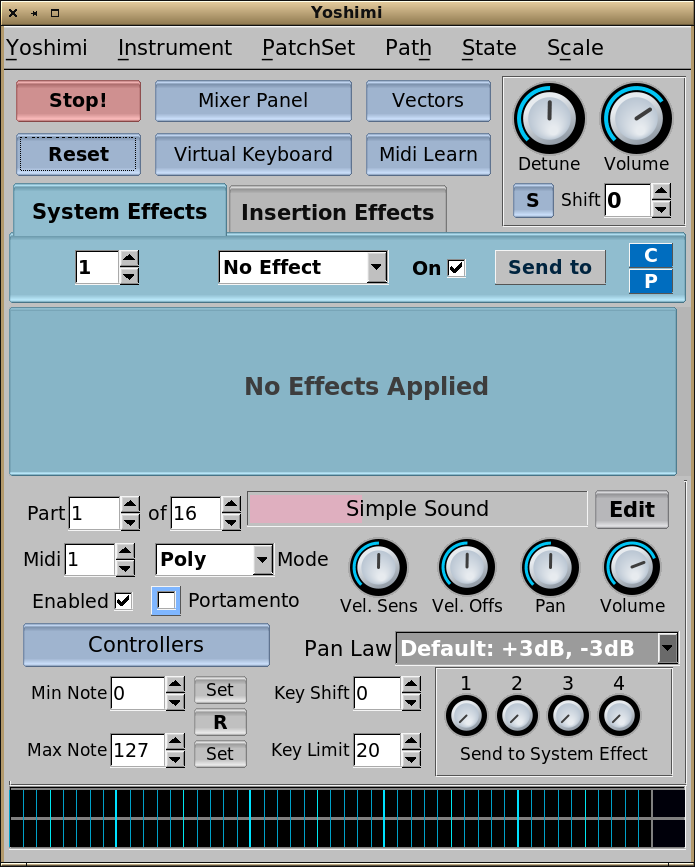 Yoshimi
Yoshimi Instrument PatchSet Path State Scale
Stop! Mixer Panel Vectors
Reset Virtual Keyboard Midi Learn
Detune Volume
S Shift 0
System Effects Insertion Effects
1 No Effect On Send to C
P
No Effects Applied
Part 1 of 16 Simple Sound Edit
Midi 1 Poly Mode
Enabled Portamento Vel. Sens Vel. Offs Pan Volume
Controllers Pan Law Default: +3dB, -3dB
Min Note 0 Set Key Shift 0 1 2 3 4
R
Max Note 127 Set Key Limit 20 Send to System Effect